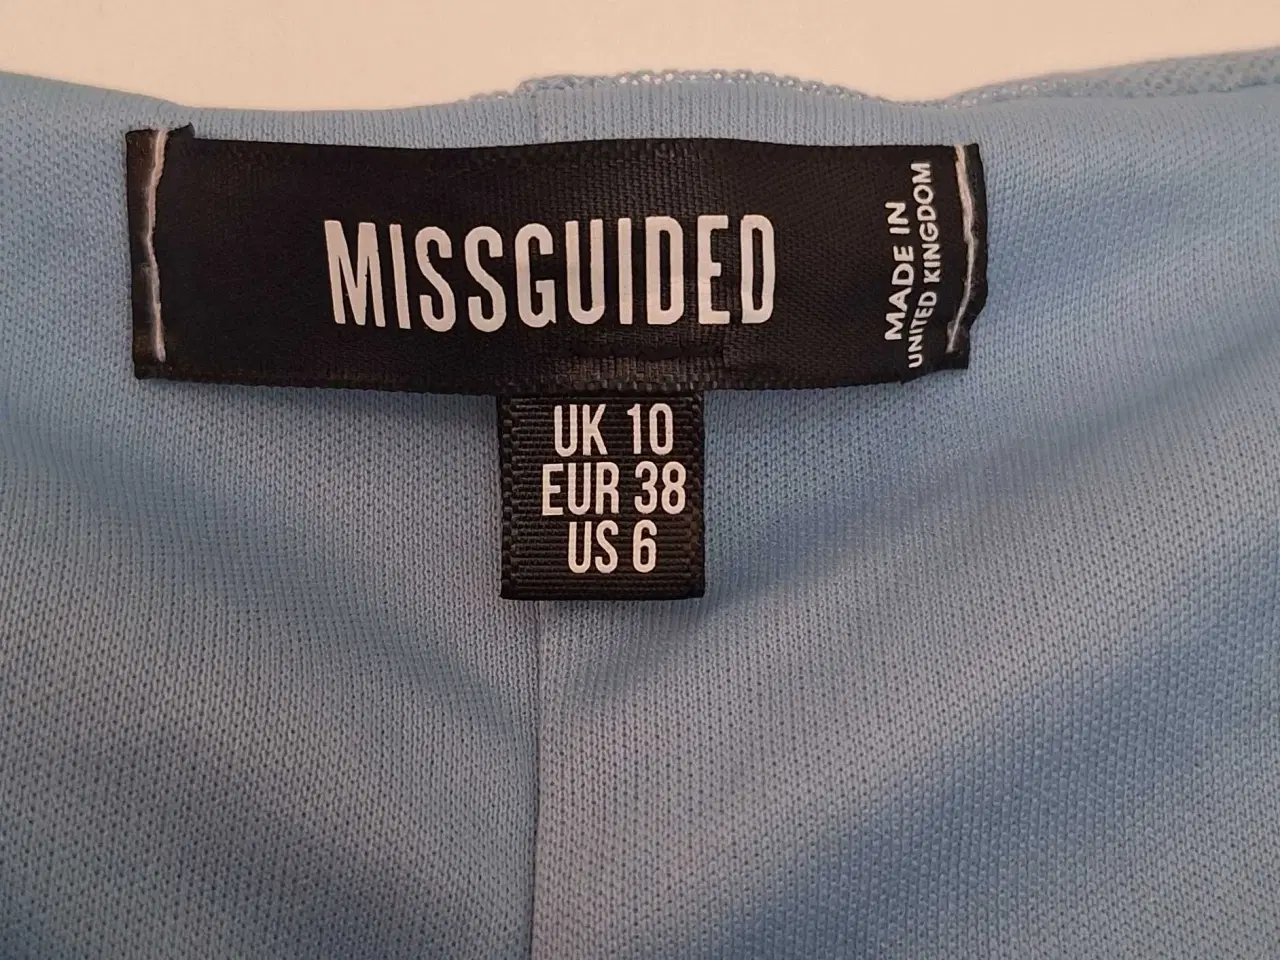 MISSGUIDED
MADE IN
UNITED KINGDOM
UK 10
EUR 38
US 6